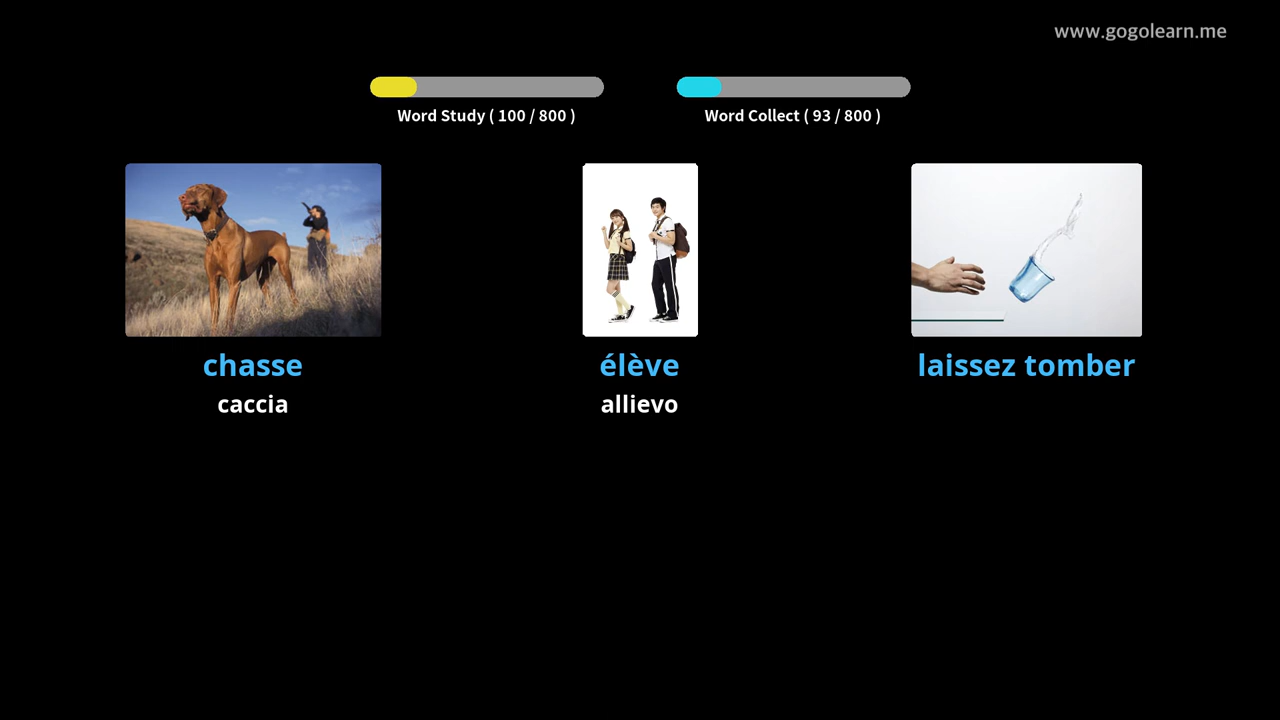 www.gogolearn.me
Word Study ( 100 / 800 )
Word Collect ( 93 / 800 )
chasse
caccia
élève
allievo
laissez tomber